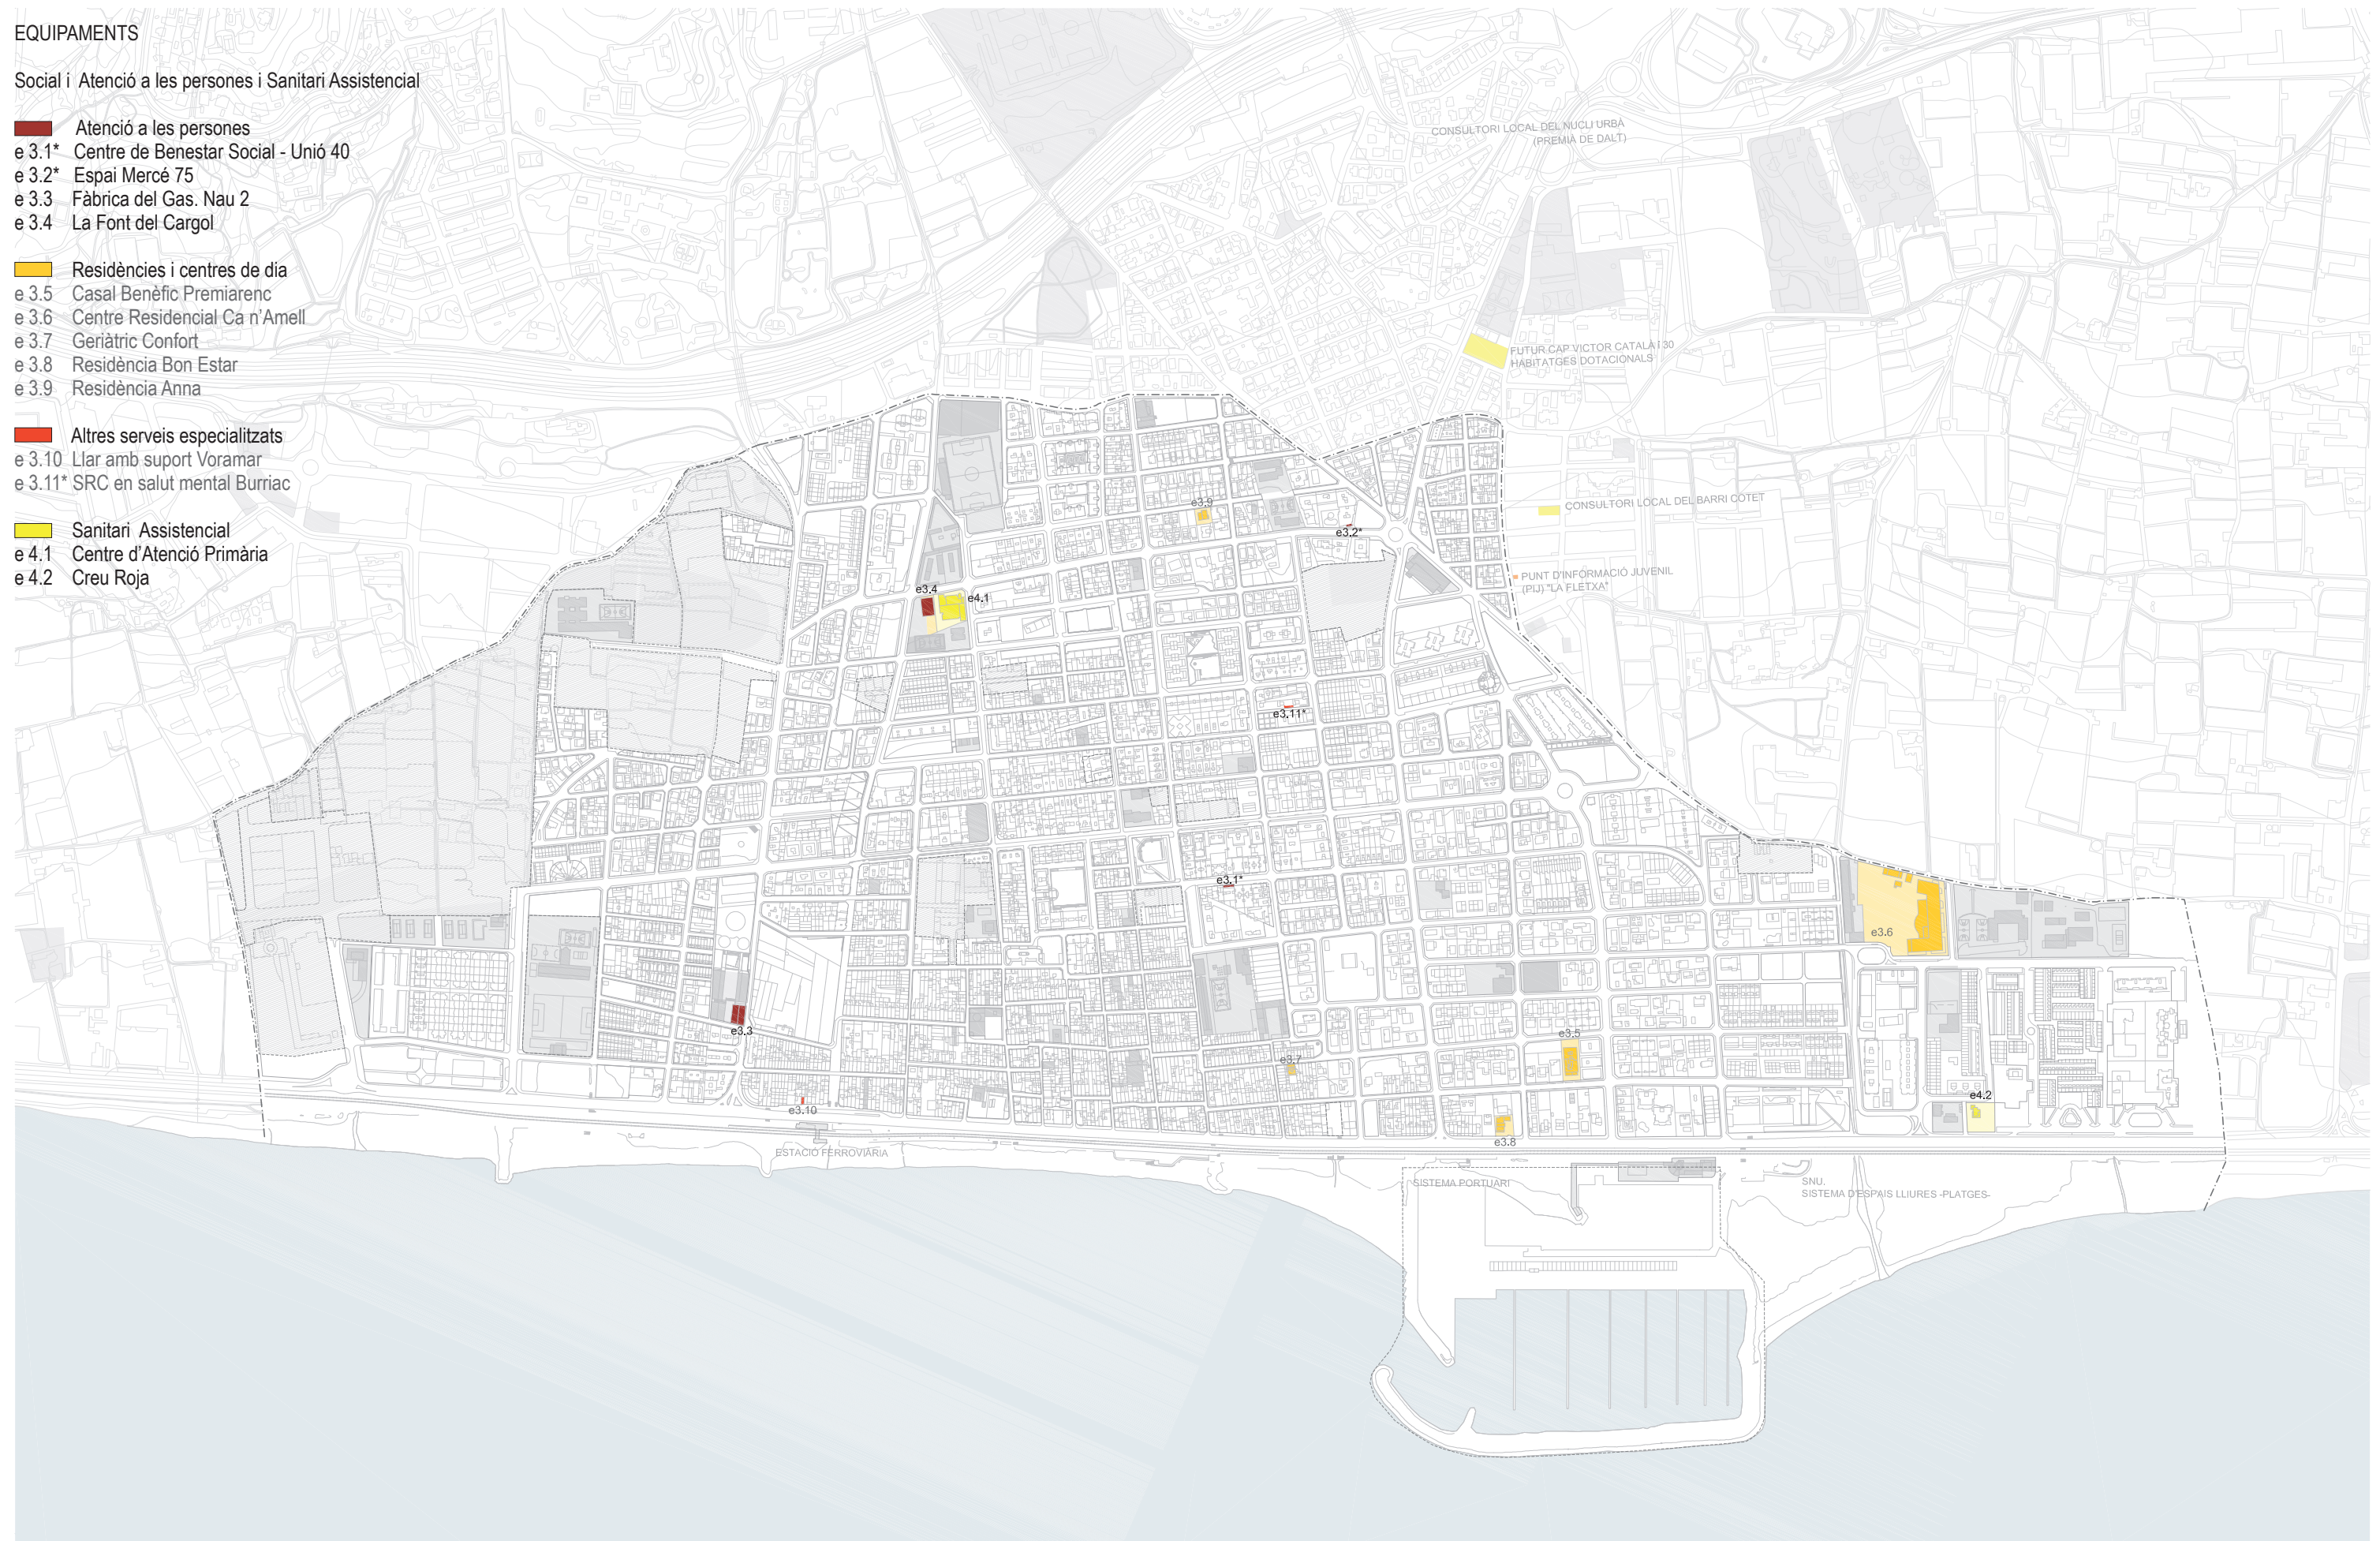 EQUIPAMENTS
Social i Atenció a les persones i Sanitari Assistencial
Atenció a les persones
e 3.1* Centre de Benestar Social - Unió 40
e 3.2* Espai Mercé 75
e 3.3 Fàbrica del Gas. Nau 2
e 3.4 La Font del Cargol
Residències i centres de dia
e 3.5 Casal Benèfic Premiarenc
e 3.6 Centre Residencial Ca n'Amell
e 3.7 Geriàtric Confort
e 3.8 Residència Bon Estar
e 3.9 Residència Anna
Altres serveis especialitzats
e 3.10 Llar amb suport Voramar
e 3.11* SRC en salut mental Burriac
Sanitari Assistencial
e 4.1 Centre d'Atenció Primària
e 4.2 Creu Roja
CONSULTORI LOCAL DEL NUCLI URBÀ
(PREMIÀ DE DALT)
FUTUR CAP VICTOR CATALÀ I 30
HABITATGES DOTACIONALS
CONSULTORI LOCAL DEL BARRI COTET
PUNT D'INFORMACIÓ JUVENIL
(PIJ) "LA FLETXA"
e3.9
e3.2*
e3.4
e4.1
e3.11*
e3.1*
e3.6
e3.3
e3.5
e3.7
e3.10
e4.2
e3.8
ESTACIÓ FERROVIÀRIA
SISTEMA PORTUARI
SNU.
SISTEMA D'ESPAIS LLIURES -PLATGES-